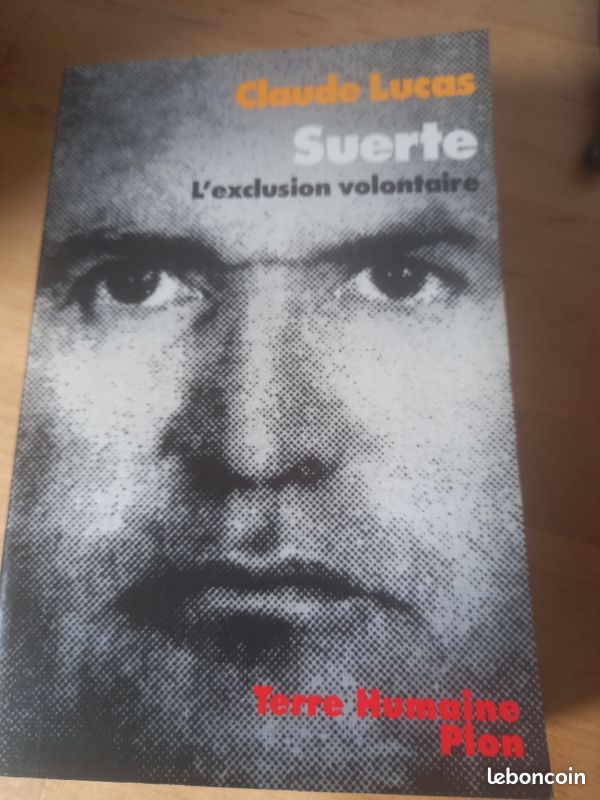 Claude Lucas
Suerte
L'exclusion volontaire
Terre Humaine
Plon
leboncoin